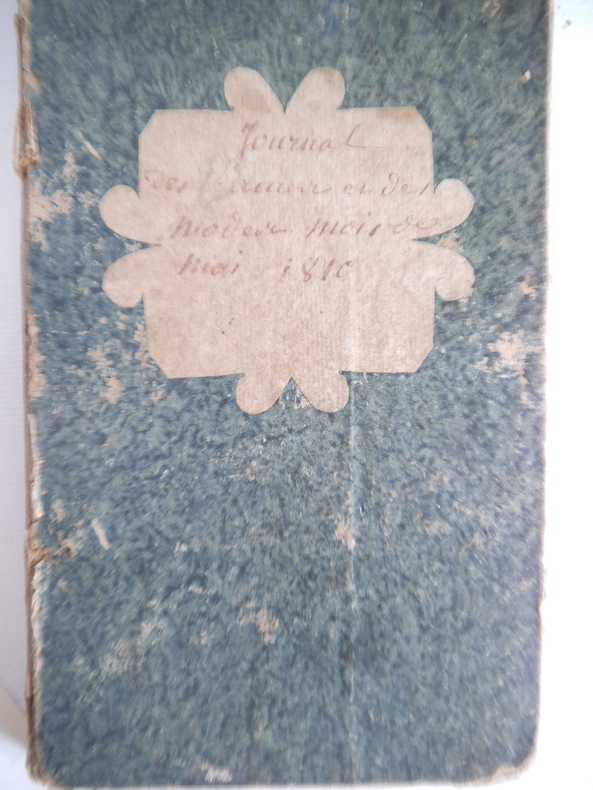 Journal
des Dames et des
modes mois de
mai 1810